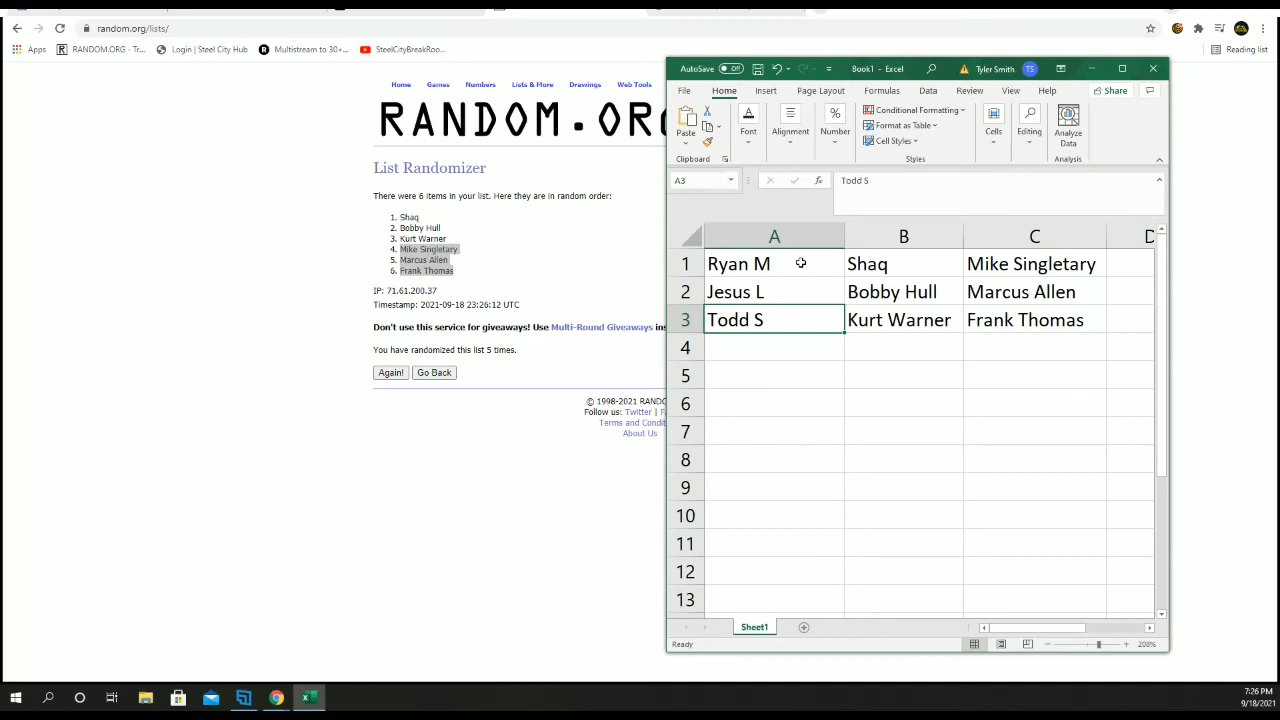 random.org/lists/
Reading list
Apps
RANDOM.ORG - Tr...
Login | Steel City Hub
Multistream to 30+...
SteelCityBreakRoo...
Home
Games
Numbers
Lists & More
Drawings
Web Tools
RANDOM.OR
List Randomizer
There were 6 items in your list. Here they are in random order:
1. Shaq
2. Bobby Hull
3. Kurt Warner
4. Mike Singletary
5. Marcus Allen
6. Frank Thomas
IP: 71.61.200.37
Timestamp: 2021-09-18 23:26:12 UTC
Don't use this service for giveaways! Use Multi-Round Giveaways ins
You have randomized this list 5 times.
Again!
Go Back
© 1998-2021 RANDO
Follow us: Twitter | F
Terms and Condit
About Us
AutoSave
Off
Book1 - Excel
Tyler Smith
TS
File
Home
Insert
Page Layout
Formulas
Data
Review
View
Help
Share
Paste
Clipboard
Font
Alignment
Number
%
Conditional Formatting
Format as Table
Cell Styles
Styles
Cells
Editing
Analyze
Data
Analysis
A3
fx
Todd S
A B C D
1 Ryan M Shaq Mike Singletary
2 Jesus L Bobby Hull Marcus Allen
3 Todd S Kurt Warner Frank Thomas
4
5
6
7
8
9
10
11
12
13
Sheet1
Ready
208%
7:26 PM
9/18/2021